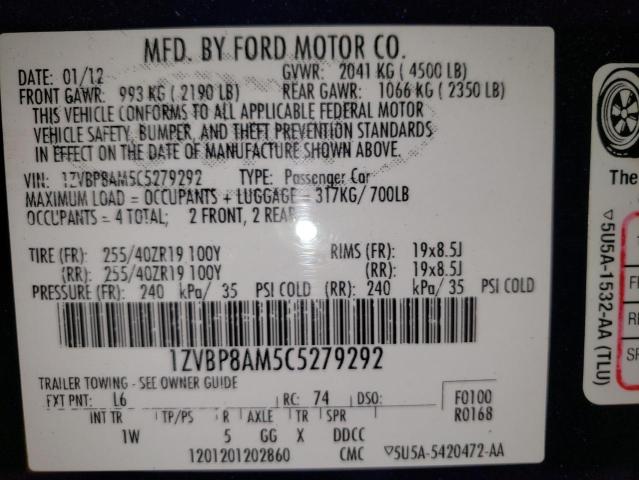 MFD. BY FORD MOTOR CO.
DATE: 01/12 GVWR: 2041 KG ( 4500 LB)
FRONT GAWR: 993 KG ( 2190 LB) REAR GAWR: 1066 KG ( 2350 LB)
THIS VEHICLE CONFORMS TO ALL APPLICABLE FEDERAL MOTOR
VEHICLE SAFETY, BUMPER, AND THEFT PREVENTION STANDARDS
IN EFFECT ON THE DATE OF MANUFACTURE SHOWN ABOVE.
VIN: 1ZVBP8AM5C5279292 TYPE: Passenger Car
MAXIMUM LOAD = OCCUPANTS + LUGGAGE = 317KG/ 700LB
OCCUPANTS = 4 TOTAL; 2 FRONT, 2 REAR
TIRE (FR): 255/40ZR19 100Y RIMS (FR): 19x8.5J
(RR): 255/40ZR19 100Y (RR): 19x8.5J
PRESSURE (FR): 240 kPa/ 35 PSI COLD (RR): 240 kPa/ 35 PSI COLD
1ZVBP8AM5C5279292
TRAILER TOWING - SEE OWNER GUIDE
EXT PNT: L6 RC: 74 DSO: F0100
INT TR TP/PS R AXLE TR SPR R0168
1W 5 GG X DDCC
1201201202860 CMC ▽5U5A-5420472-AA
The
▽5U5A-1532-AA (TLU)